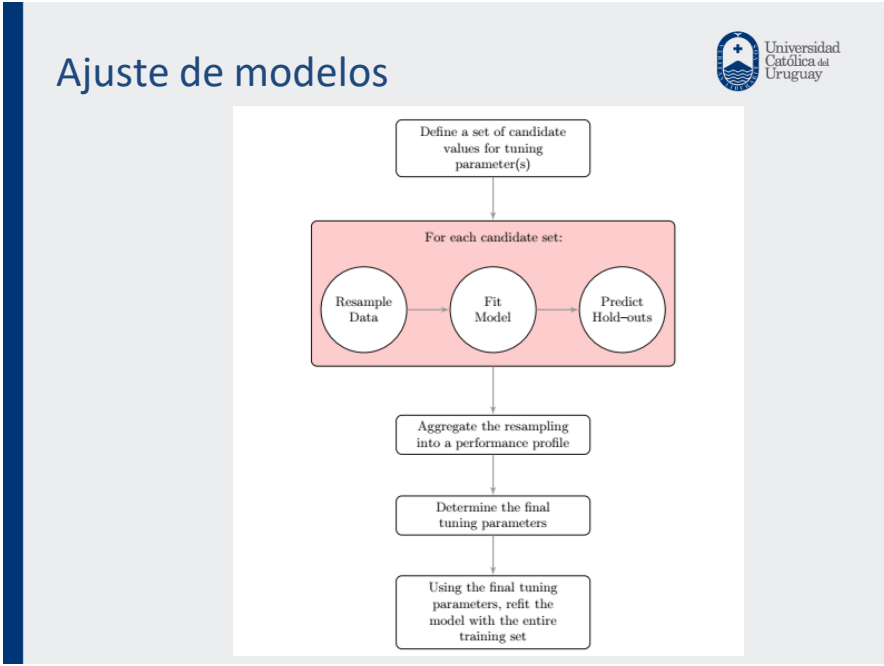 Ajuste de modelos
Universidad
Católica del
Uruguay
Define a set of candidate
values for tuning
parameter(s)
For each candidate set:
Resample
Data
Fit
Model
Predict
Hold–outs
Aggregate the resampling
into a performance profile
Determine the final
tuning parameters
Using the final tuning
parameters, refit the
model with the entire
training set